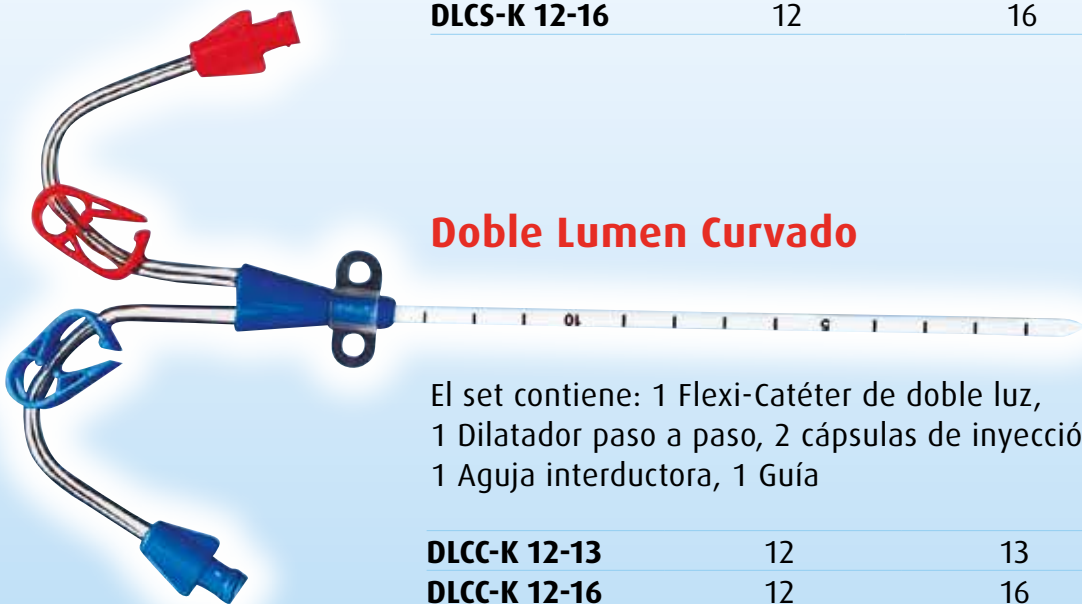 DLCS-K 12-16 12 16
Doble Lumen Curvado
10 5
El set contiene: 1 Flexi-Catéter de doble luz,
1 Dilatador paso a paso, 2 cápsulas de inyecció
1 Aguja interductora, 1 Guía
DLCC-K 12-13 12 13
DLCC-K 12-16 12 16